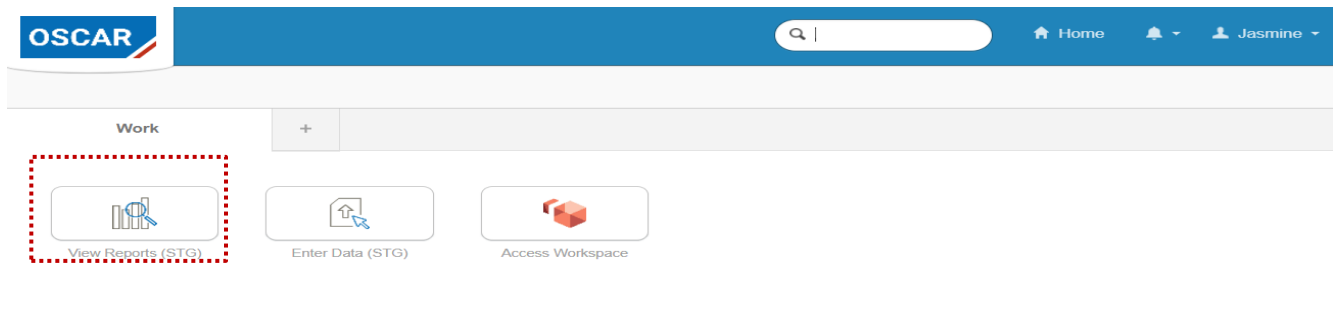 OSCAR
Home
Jasmine
Work
+
View Reports (STG)
Enter Data (STG)
Access Workspace